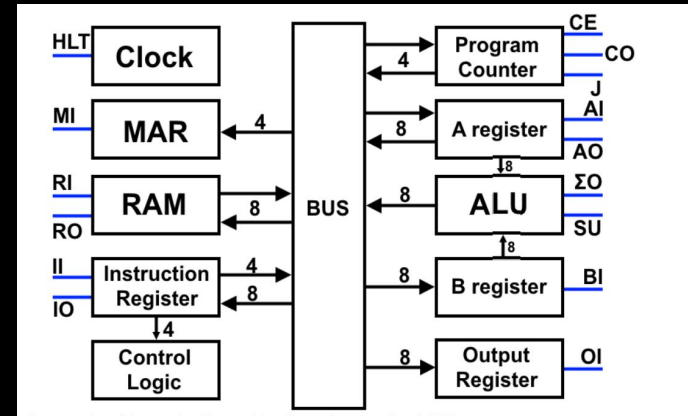 HLT
Clock
MI
MAR
4
RI
RO
RAM
8
II
IO
Instruction
Register
4
8
4
Control
Logic
BUS
4
Program
Counter
CE
CO
J
8
A register
AI
AO
8
8
ALU
ΣO
SU
8
8
B register
BI
8
Output
Register
OI